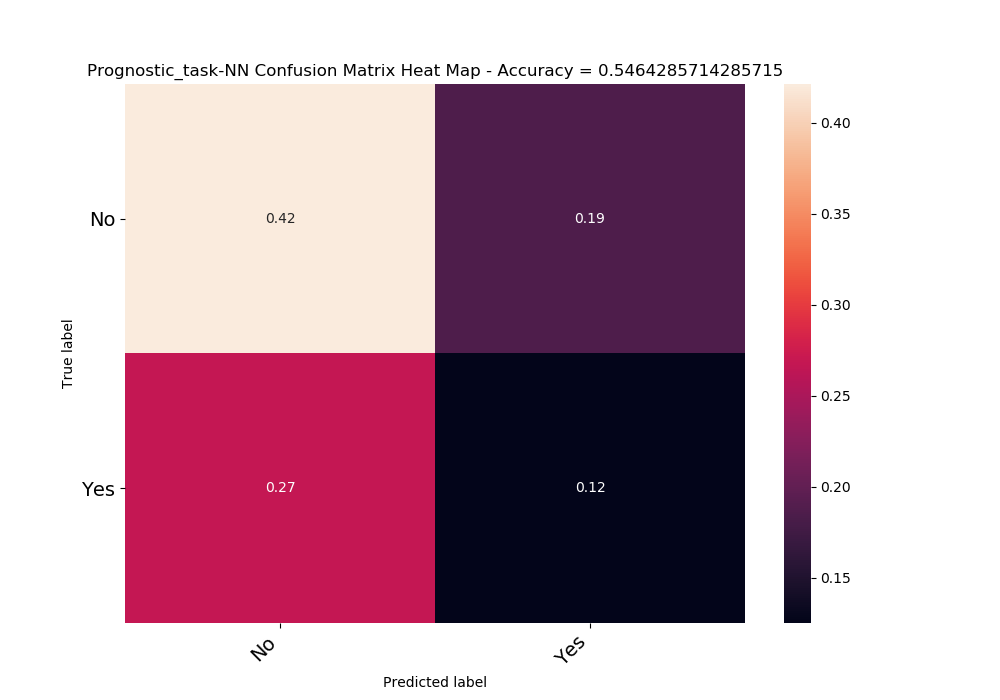 Prognostic_task-NN Confusion Matrix Heat Map - Accuracy = 0.5464285714285715
No
0.42
0.19
Yes
0.27
0.12
True label
No
Yes
Predicted label
0.40
0.35
0.30
0.25
0.20
0.15